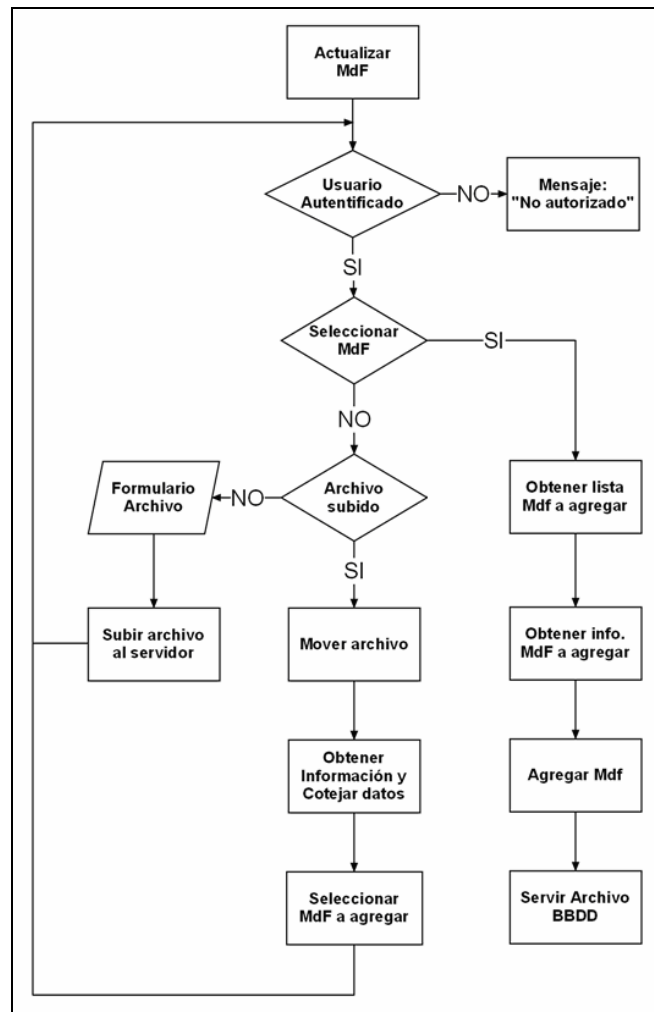 Actualizar
MdF
Usuario
Autentificado
NO
Mensaje:
"No autorizado"
SI
Seleccionar
MdF
SI
NO
Formulario
Archivo
NO
Archivo
subido
Obtener lista
Mdf a agregar
SI
Subir archivo
al servidor
Mover archivo
Obtener info.
MdF a agregar
Obtener
Información y
Cotejar datos
Agregar Mdf
Seleccionar
MdF a agregar
Servir Archivo
BBDD